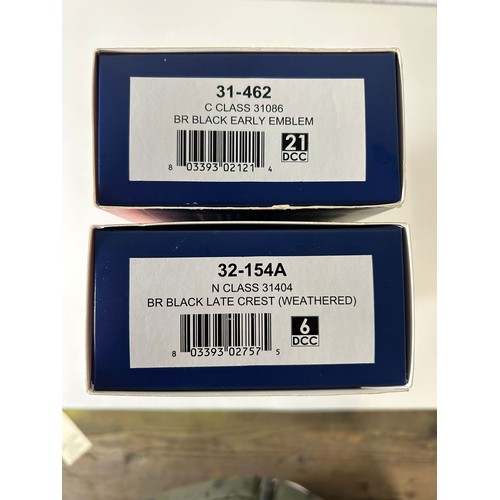 31-462
C CLASS 31086
BR BLACK EARLY EMBLEM
21
DCC
8 03393 02121 4
32-154A
N CLASS 31404
BR BLACK LATE CREST (WEATHERED)
6
DCC
8 03393 02757 5